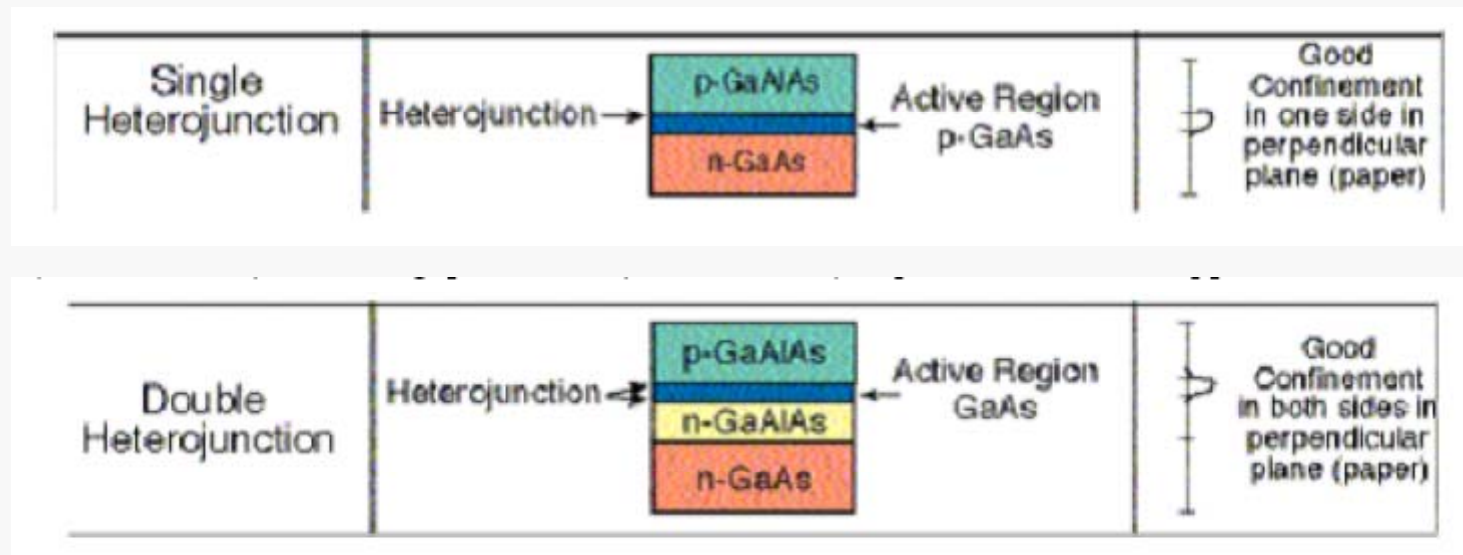 Single
Heterojunction
Heterojunction
p-GaAlAs
n-GaAs
Active Region
p-GaAs
Good
Confinement
in one side in
perpendicular
plane (paper)
Double
Heterojunction
Heterojunction
p-GaAlAs
n-GaAlAs
n-GaAs
Active Region
GaAs
Good
Confinement
in both sides in
perpendicular
plane (paper)